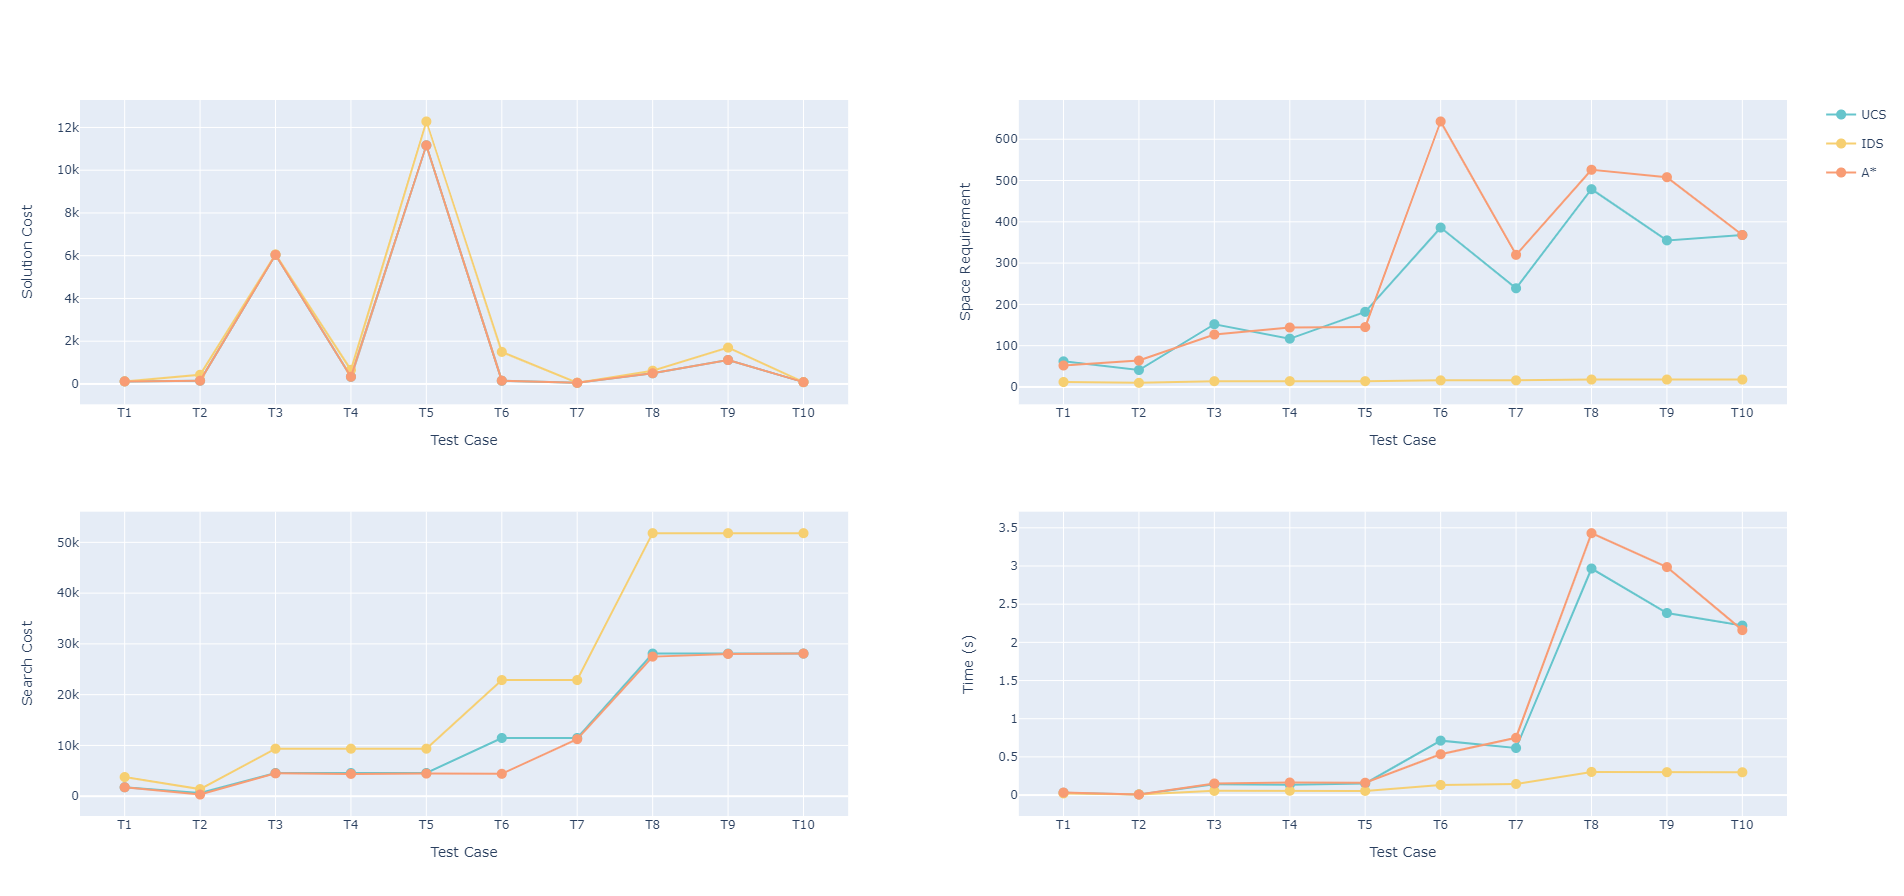 12k
10k
8k
6k
4k
2k
0
Solution Cost
T1 T2 T3 T4 T5 T6 T7 T8 T9 T10
Test Case
600
500
400
300
200
100
0
Space Requirement
T1 T2 T3 T4 T5 T6 T7 T8 T9 T10
Test Case
UCS
IDS
A*
50k
40k
30k
20k
10k
0
Search Cost
T1 T2 T3 T4 T5 T6 T7 T8 T9 T10
Test Case
3.5
3
2.5
2
1.5
1
0.5
0
Time (s)
T1 T2 T3 T4 T5 T6 T7 T8 T9 T10
Test Case